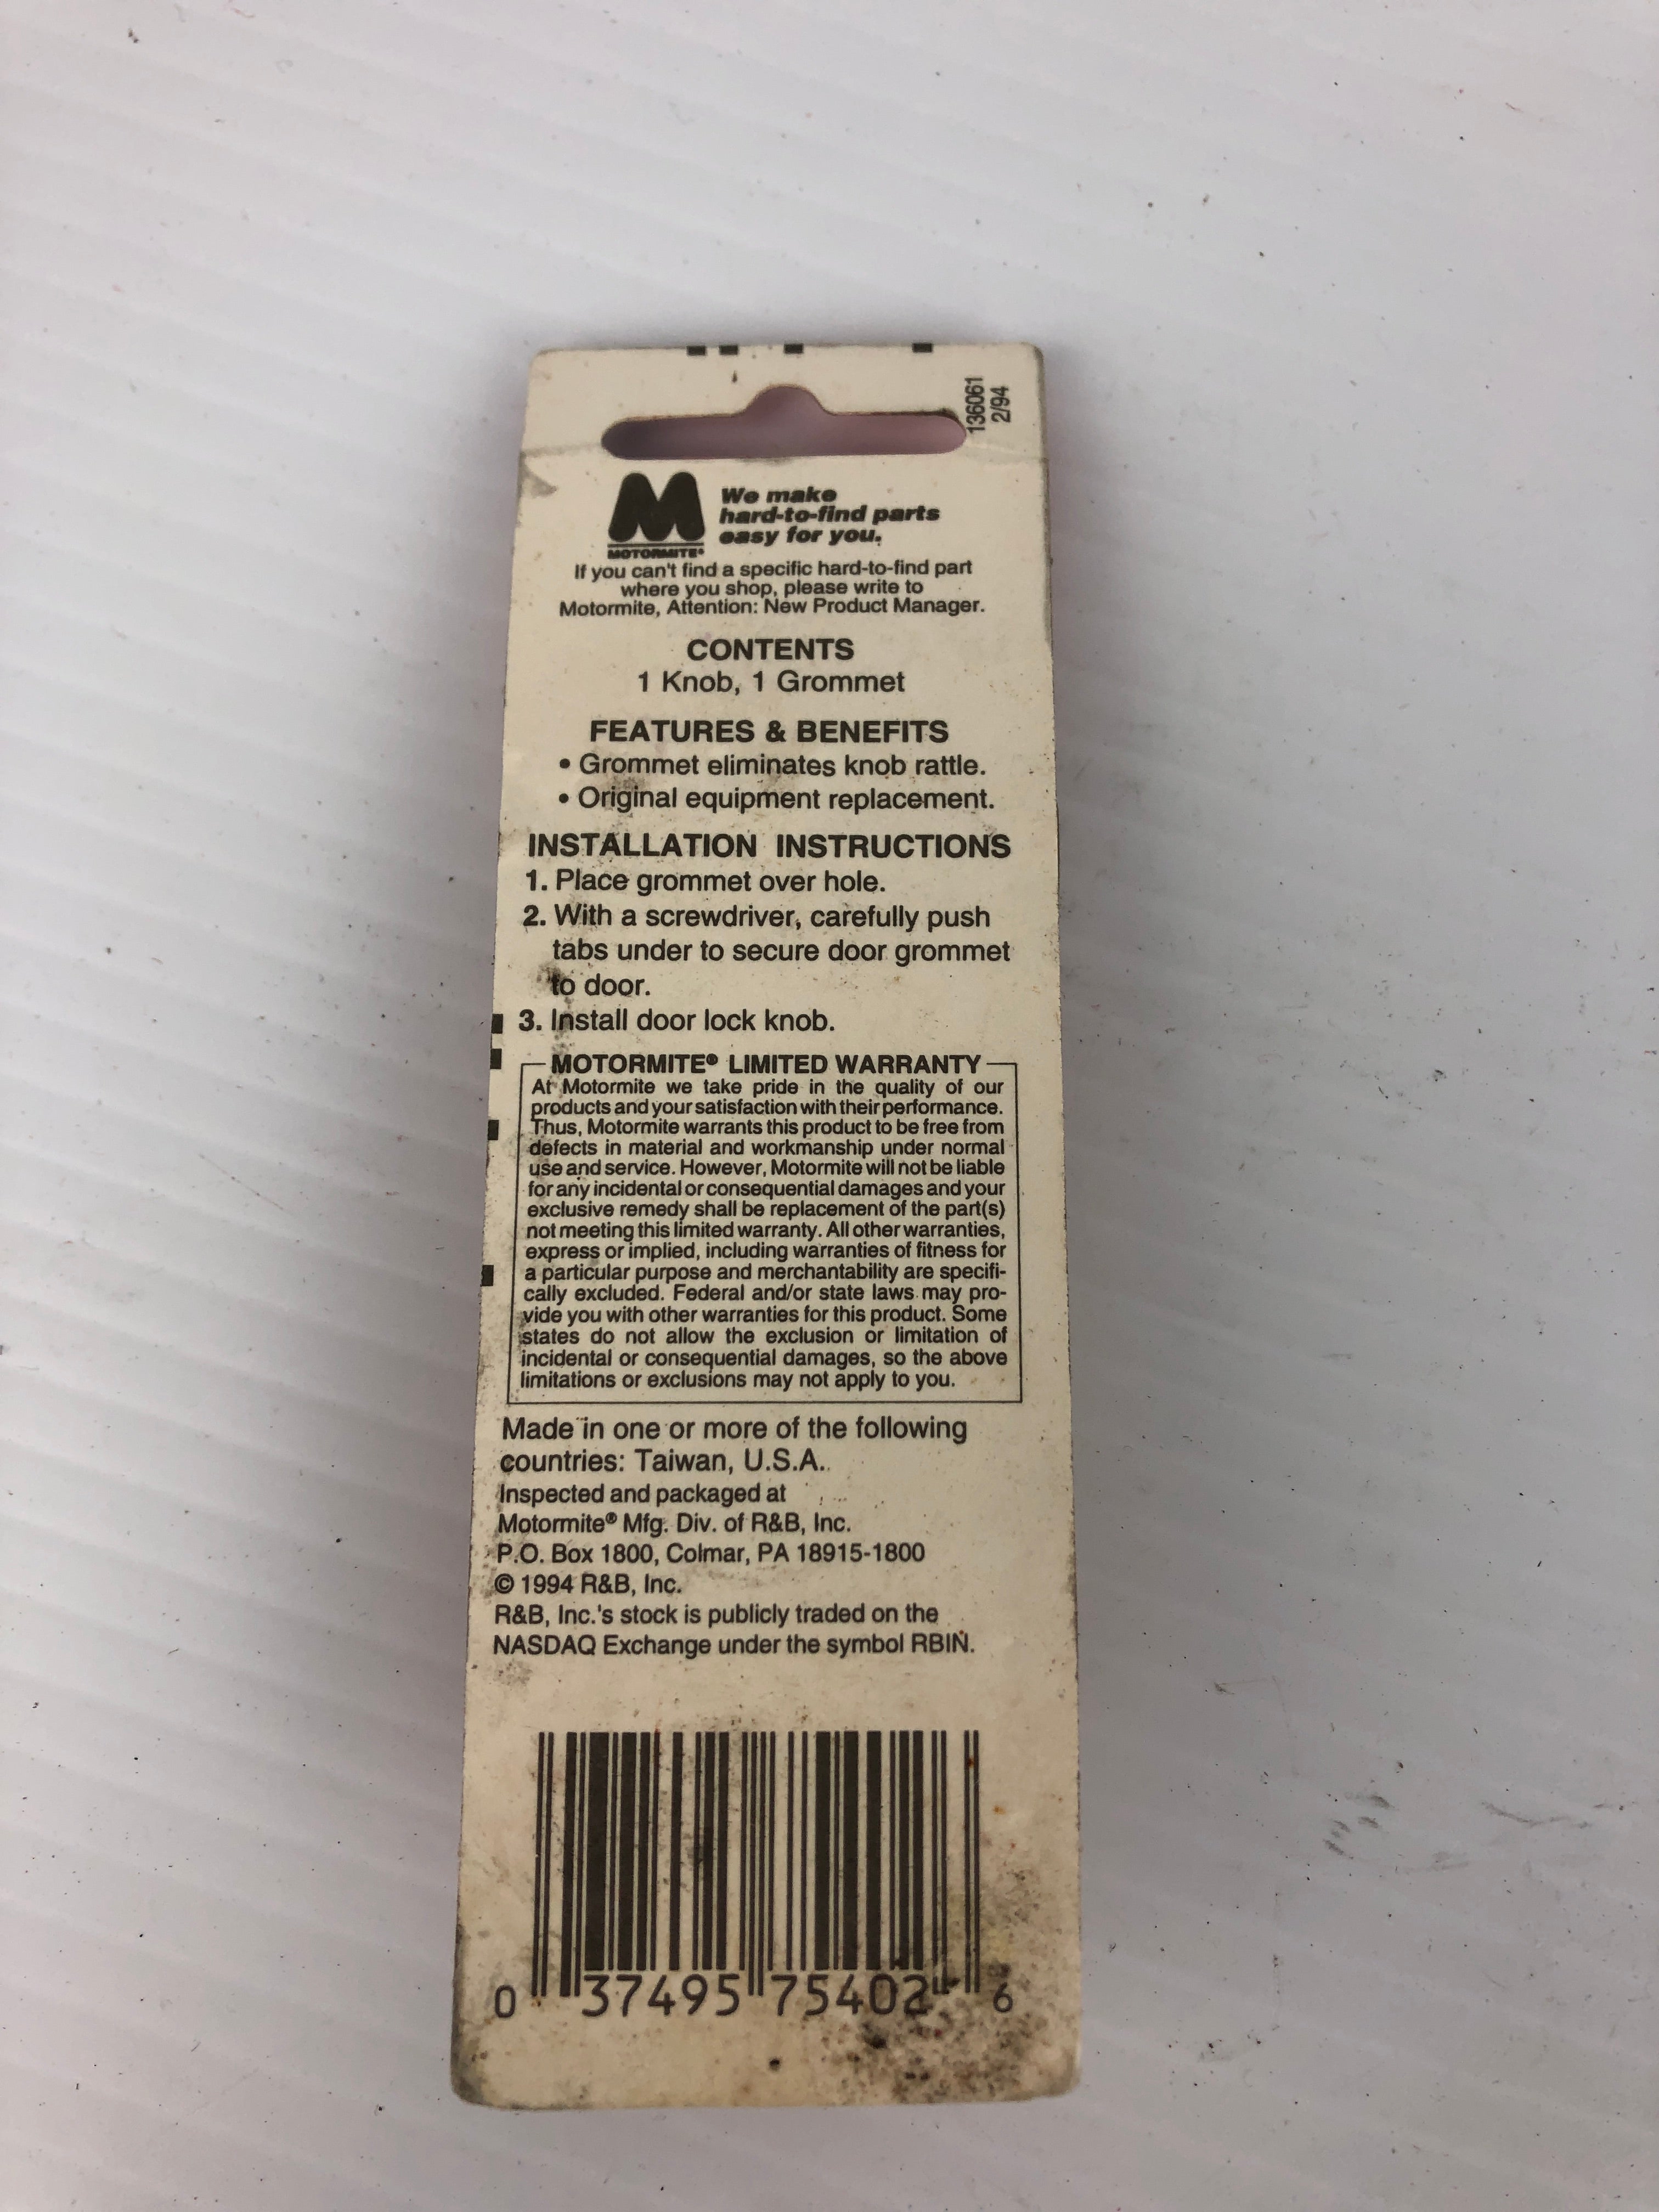 136061
2/94
We make
hard-to-find parts
easy for you.
MOTORMITE®
If you can't find a specific hard-to-find part
where you shop, please write to
Motormite, Attention: New Product Manager.
CONTENTS
1 Knob, 1 Grommet
FEATURES & BENEFITS
• Grommet eliminates knob rattle.
• Original equipment replacement.
INSTALLATION INSTRUCTIONS
1. Place grommet over hole.
2. With a screwdriver, carefully push
tabs under to secure door grommet
to door.
3. Install door lock knob.
MOTORMITE® LIMITED WARRANTY
At Motormite we take pride in the quality of our
products and your satisfaction with their performance.
Thus, Motormite warrants this product to be free from
defects in material and workmanship under normal
use and service. However, Motormite will not be liable
for any incidental or consequential damages and your
exclusive remedy shall be replacement of the part(s)
not meeting this limited warranty. All other warranties,
express or implied, including warranties of fitness for
a particular purpose and merchantability are specifi-
cally excluded. Federal and/or state laws may pro-
vide you with other warranties for this product. Some
states do not allow the exclusion or limitation of
incidental or consequential damages, so the above
limitations or exclusions may not apply to you.
Made in one or more of the following
countries: Taiwan, U.S.A.
Inspected and packaged at
Motormite® Mfg. Div. of R&B, Inc.
P.O. Box 1800, Colmar, PA 18915-1800
© 1994 R&B, Inc.
R&B, Inc.'s stock is publicly traded on the
NASDAQ Exchange under the symbol RBIN.
0 37495 75402 6